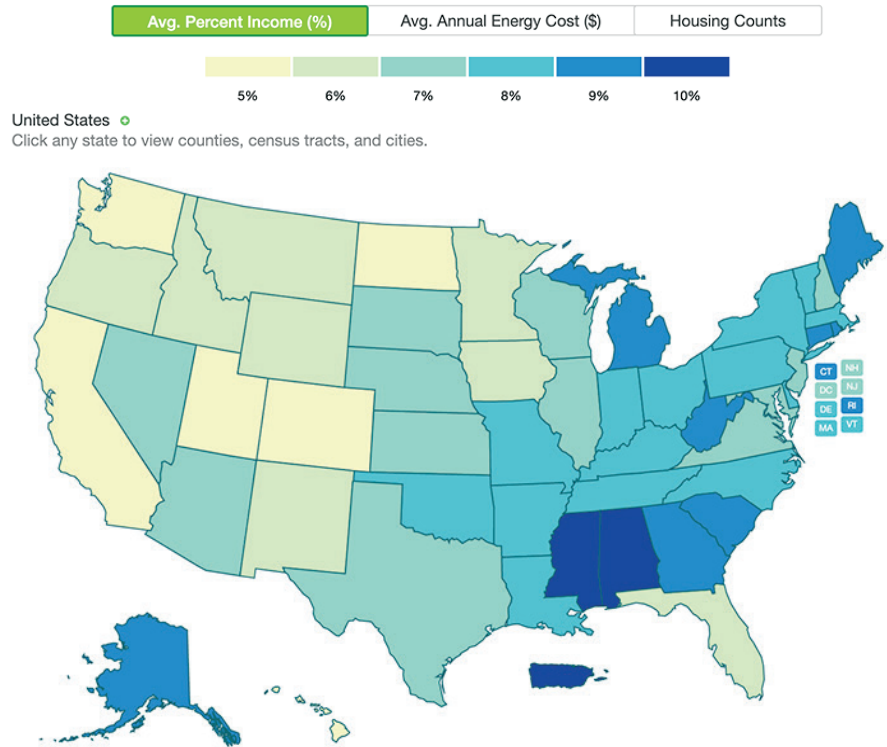 Avg. Percent Income (%) Avg. Annual Energy Cost ($) Housing Counts
5% 6% 7% 8% 9% 10%
United States
Click any state to view counties, census tracts, and cities.
CT NH
DC NJ
DE RI
MA VT